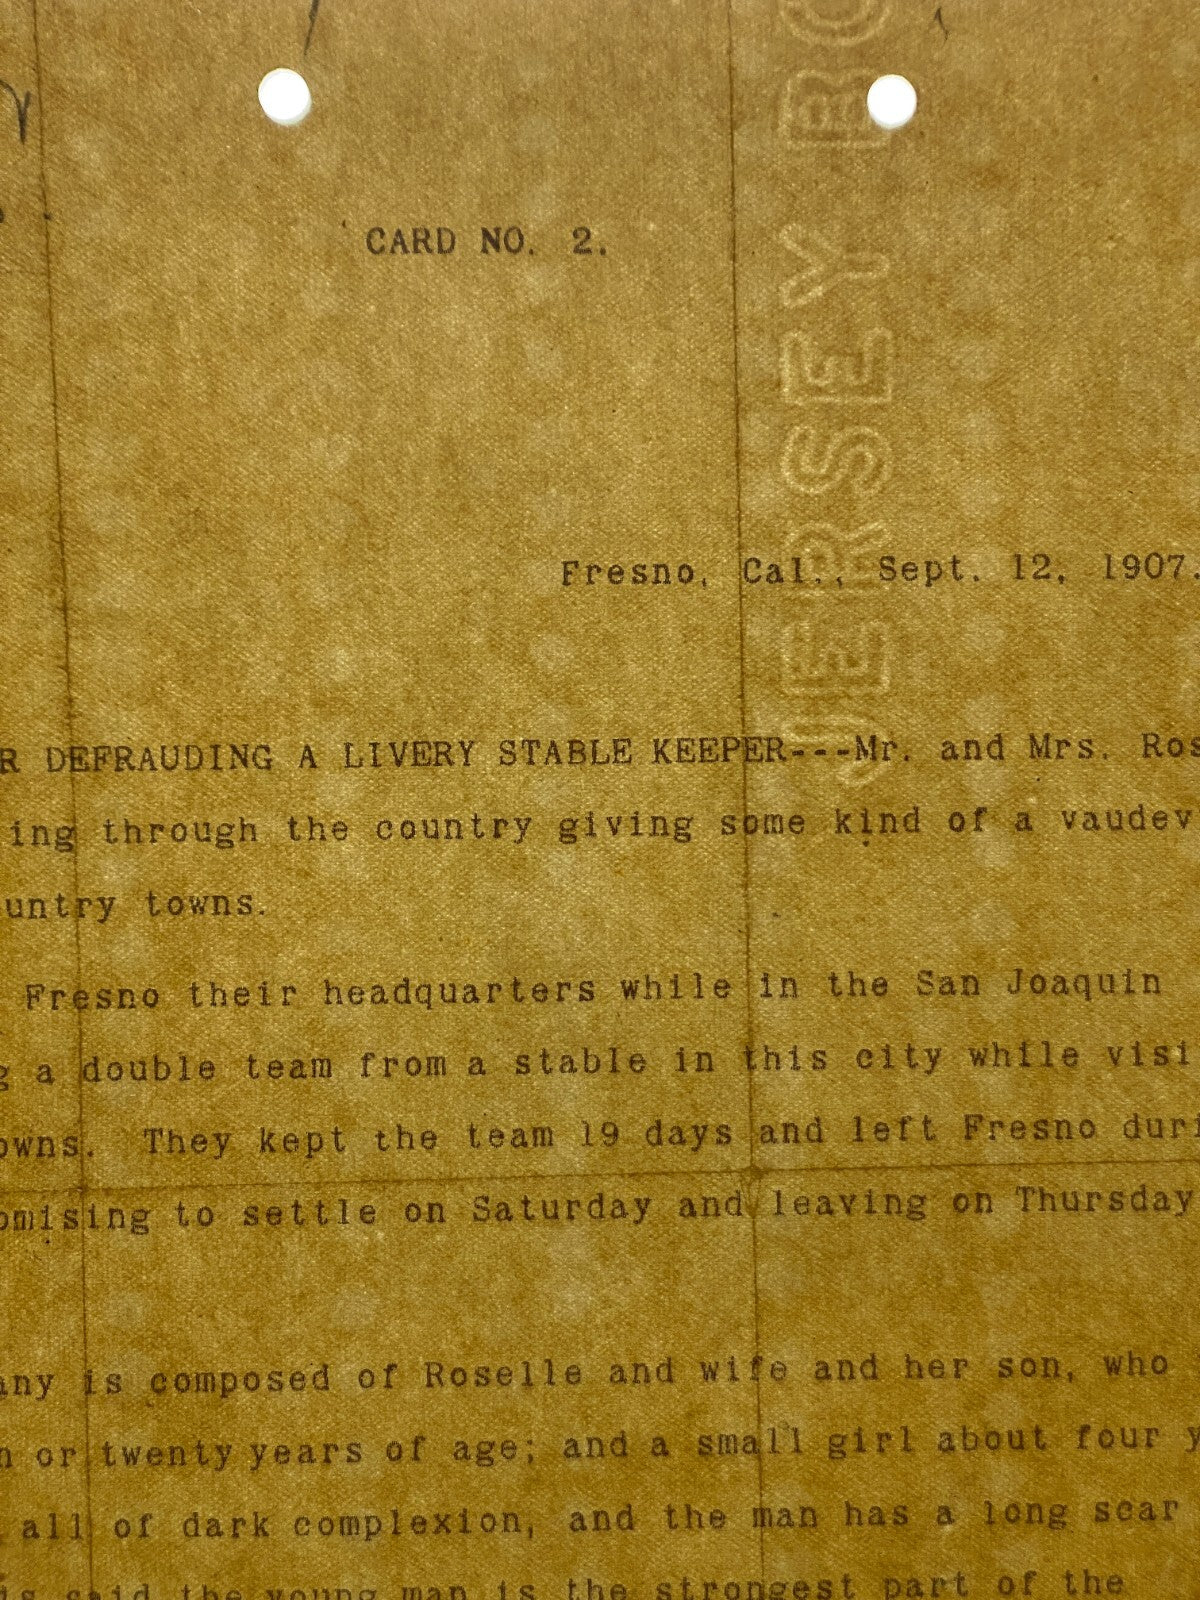 CARD NO. 2.
JERSEY BO
Fresno, Cal., Sept. 12, 1907.
R DEFRAUDING A LIVERY STABLE KEEPER---Mr. and Mrs. Ros
ing through the country giving some kind of a vaudev
untry towns.
Fresno their headquarters while in the San Joaquin
g a double team from a stable in this city while visi
owns. They kept the team 19 days and left Fresno duri
omising to settle on Saturday and leaving on Thursday
any is composed of Roselle and wife and her son, who
n or twenty years of age; and a small girl about four y
all of dark complexion, and the man has a long scar
is said the young man is the strongest part of the